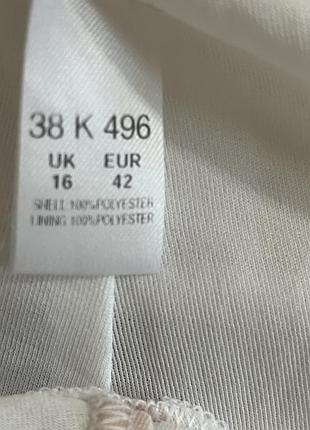 38 K 496
UK EUR
16 42
SHELL 100%POLYESTER
LINING 100%POLYESTER